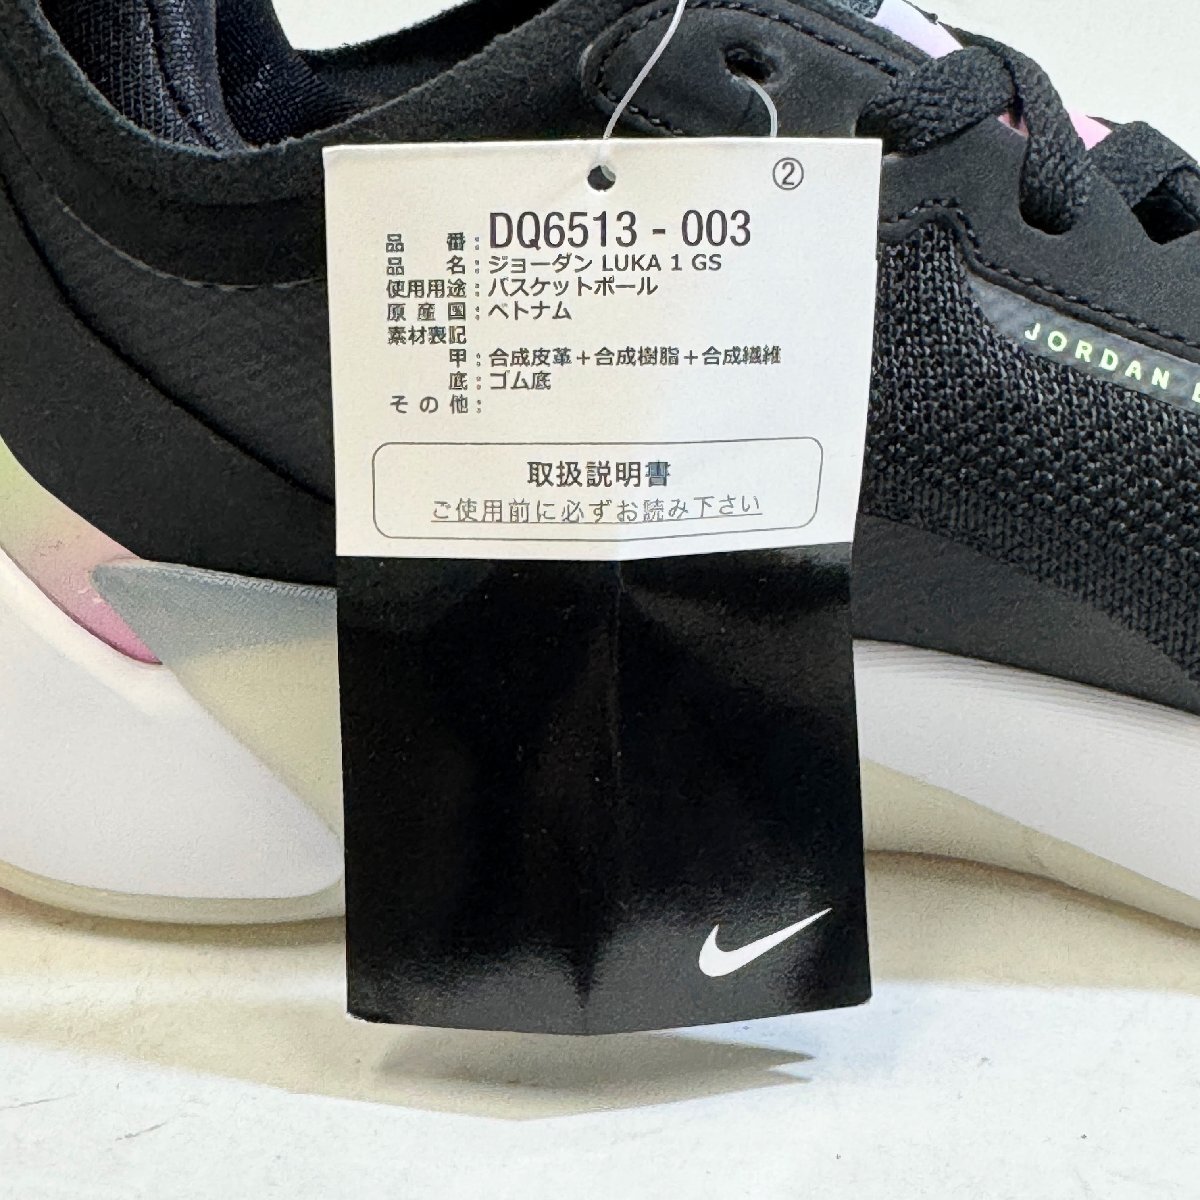 ②
品番：DQ6513 - 003
品名：ジョーダン LUKA 1 GS
使用用途：バスケットボール
原産国：ベトナム
素材表記
甲：合成皮革＋合成樹脂＋合成繊維
底：ゴム底
その他：
取扱説明書
ご使用前に必ずお読み下さい
JORDAN